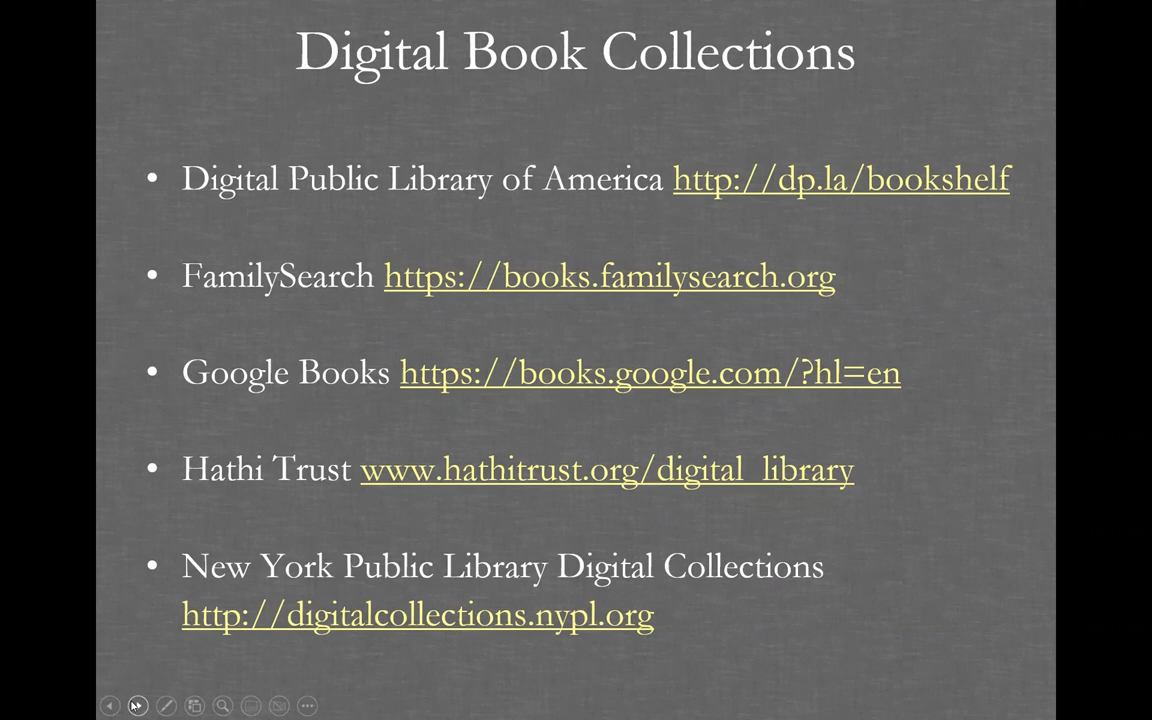 Digital Book Collections
• Digital Public Library of America http://dp.la/bookshelf
• FamilySearch https://books.familysearch.org
• Google Books https://books.google.com/?hl=en
• Hathi Trust www.hathitrust.org/digital_library
• New York Public Library Digital Collections
http://digitalcollections.nypl.org